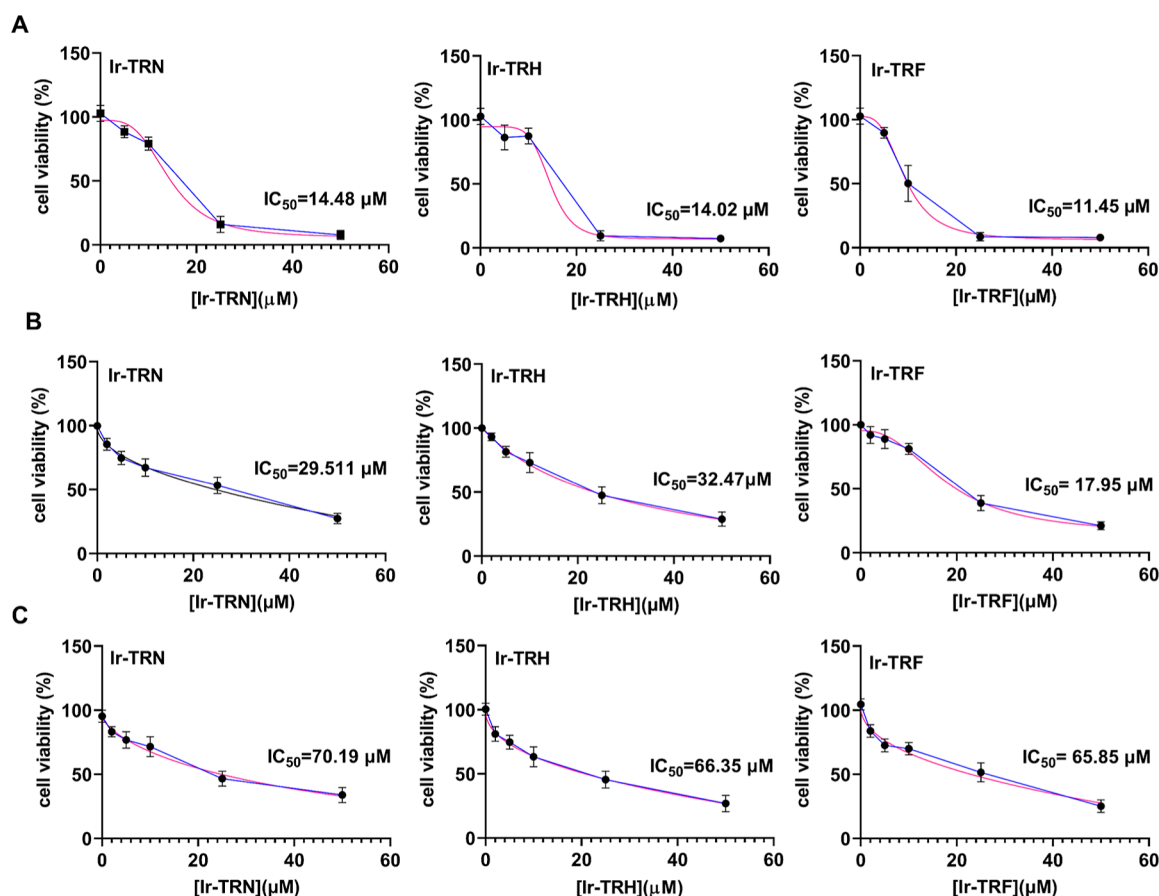 A
Ir-TRN
cell viability (%)
150
100
50
0
IC50=14.48 µM
0 20 40 60
[Ir-TRN](µM)
Ir-TRH
cell viability (%)
150
100
50
0
IC50=14.02 µM
0 20 40 60
[Ir-TRH](µM)
Ir-TRF
cell viability (%)
150
100
50
0
IC50=11.45 µM
0 20 40 60
[Ir-TRF](µM)
B
Ir-TRN
cell viability (%)
150
100
50
0
IC50=29.511 µM
0 20 40 60
[Ir-TRN](µM)
Ir-TRH
cell viability (%)
150
100
50
0
IC50=32.47µM
0 20 40 60
[Ir-TRH](µM)
Ir-TRF
cell viability (%)
150
100
50
0
IC50= 17.95 µM
0 20 40 60
[Ir-TRF](µM)
C
Ir-TRN
cell viability (%)
150
100
50
0
IC50=70.19 µM
0 20 40 60
[Ir-TRN](µM)
Ir-TRH
cell viability (%)
150
100
50
0
IC50=66.35 µM
0 20 40 60
[Ir-TRH](µM)
Ir-TRF
cell viability (%)
150
100
50
0
IC50= 65.85 µM
0 20 40 60
[Ir-TRF](µM)